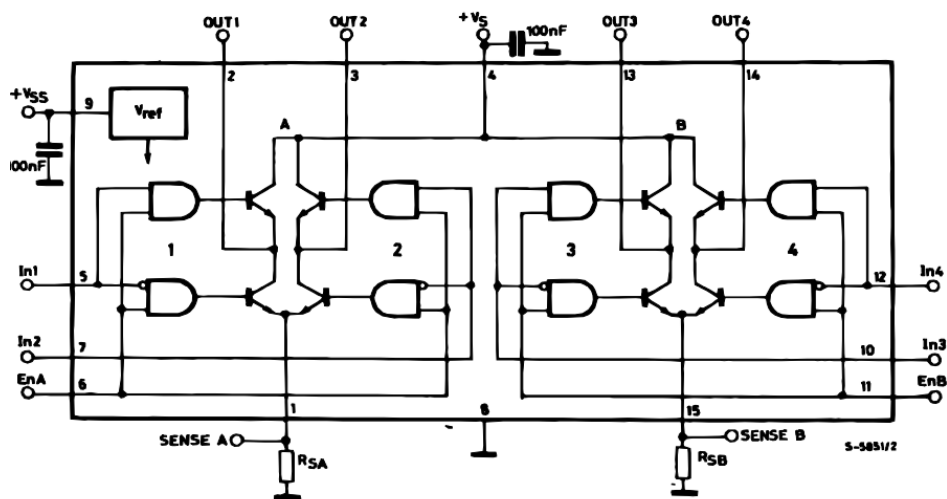 OUT1 OUT2 +VS 100nF OUT3 OUT4
2 3 4 13 14
+VSS 9 Vref A B
00nF
1 2 3 4
In1 5 12 In4
In2 7 10 In3
EnA 6 11 EnB
1 8 15
SENSE A SENSE B S-5851/2
RSA RSB